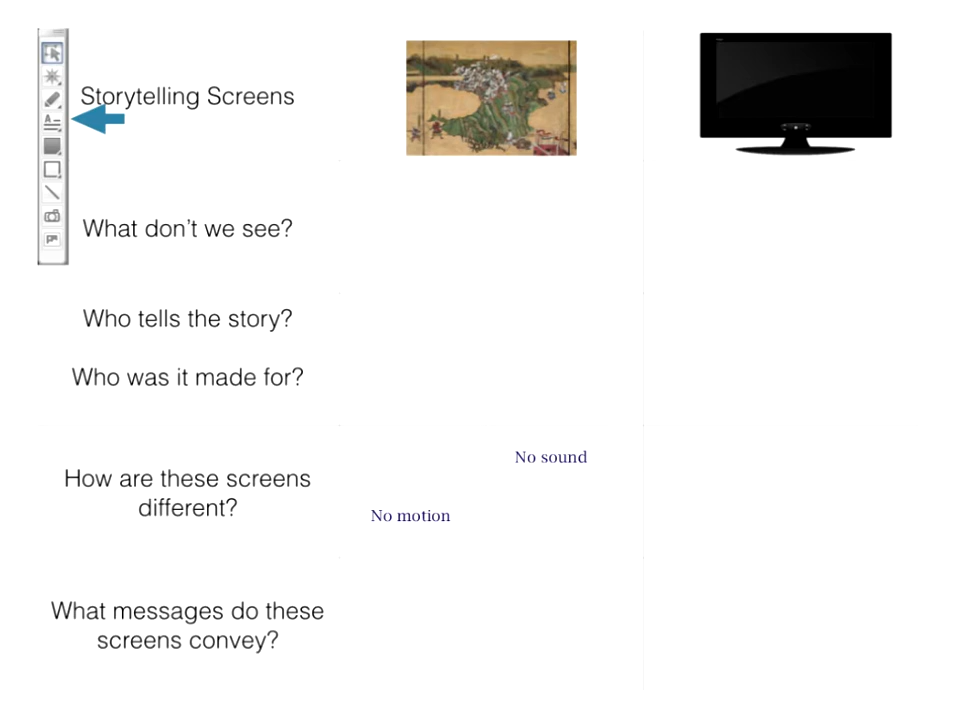 Storytelling Screens
What don't we see?
Who tells the story?
Who was it made for?
How are these screens
different?
No sound
No motion
What messages do these
screens convey?